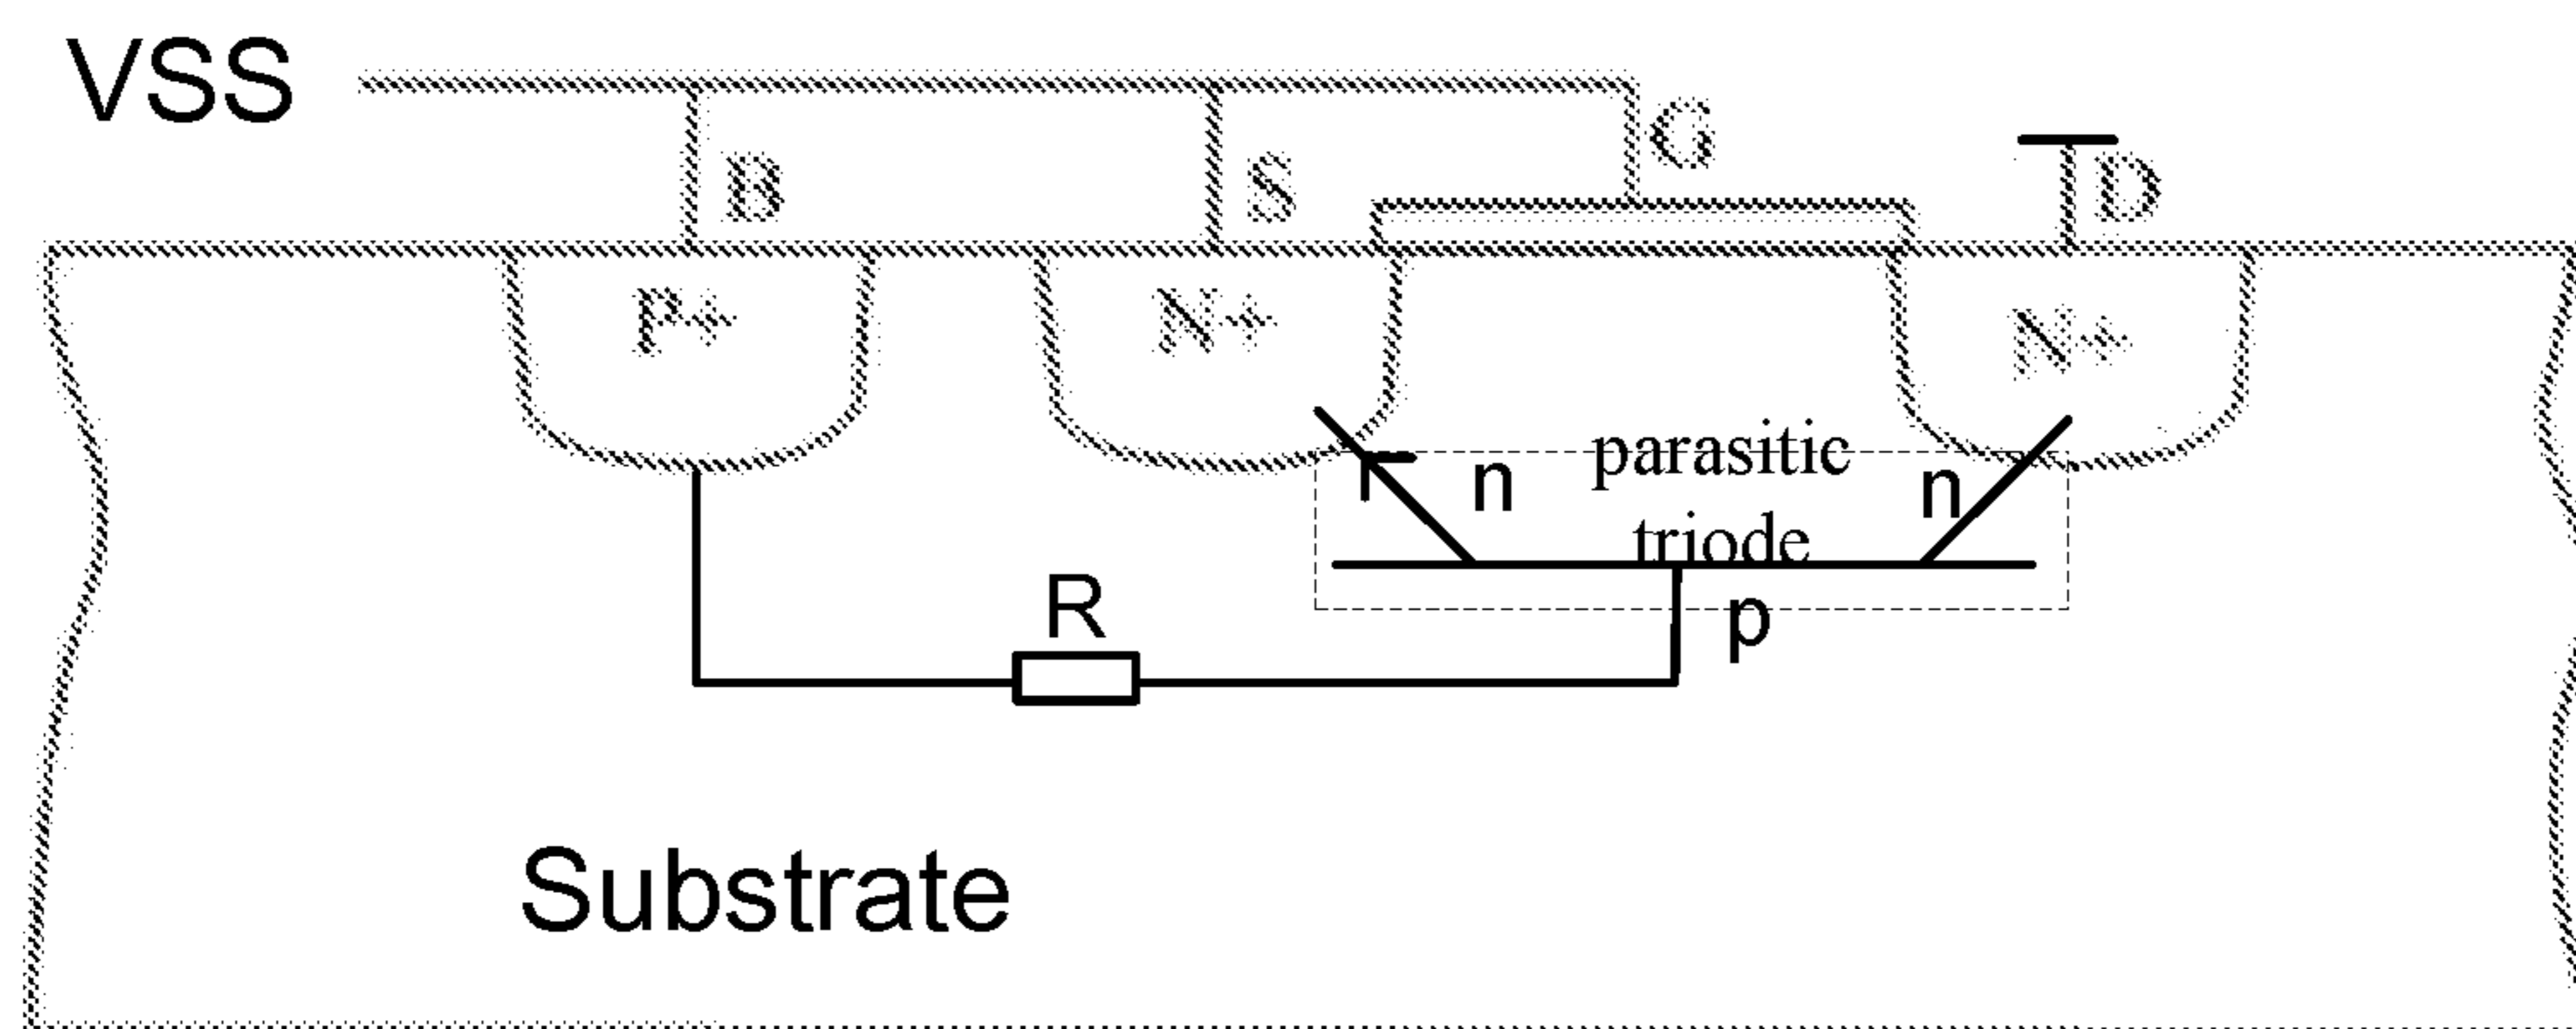 VSS
B
S
G
D
P+
N+
N+
n
parasitic
triode
n
p
R
Substrate